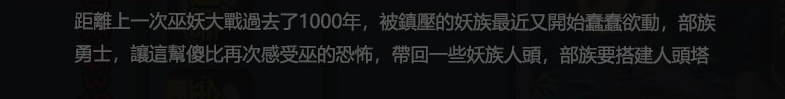 距離上一次巫妖大戰過去了1000年，被鎮壓的妖族最近又開始蠢蠢欲動，部族
勇士，讓這幫傻比再次感受巫的恐怖，帶回一些妖族人頭，部族要搭建人頭塔